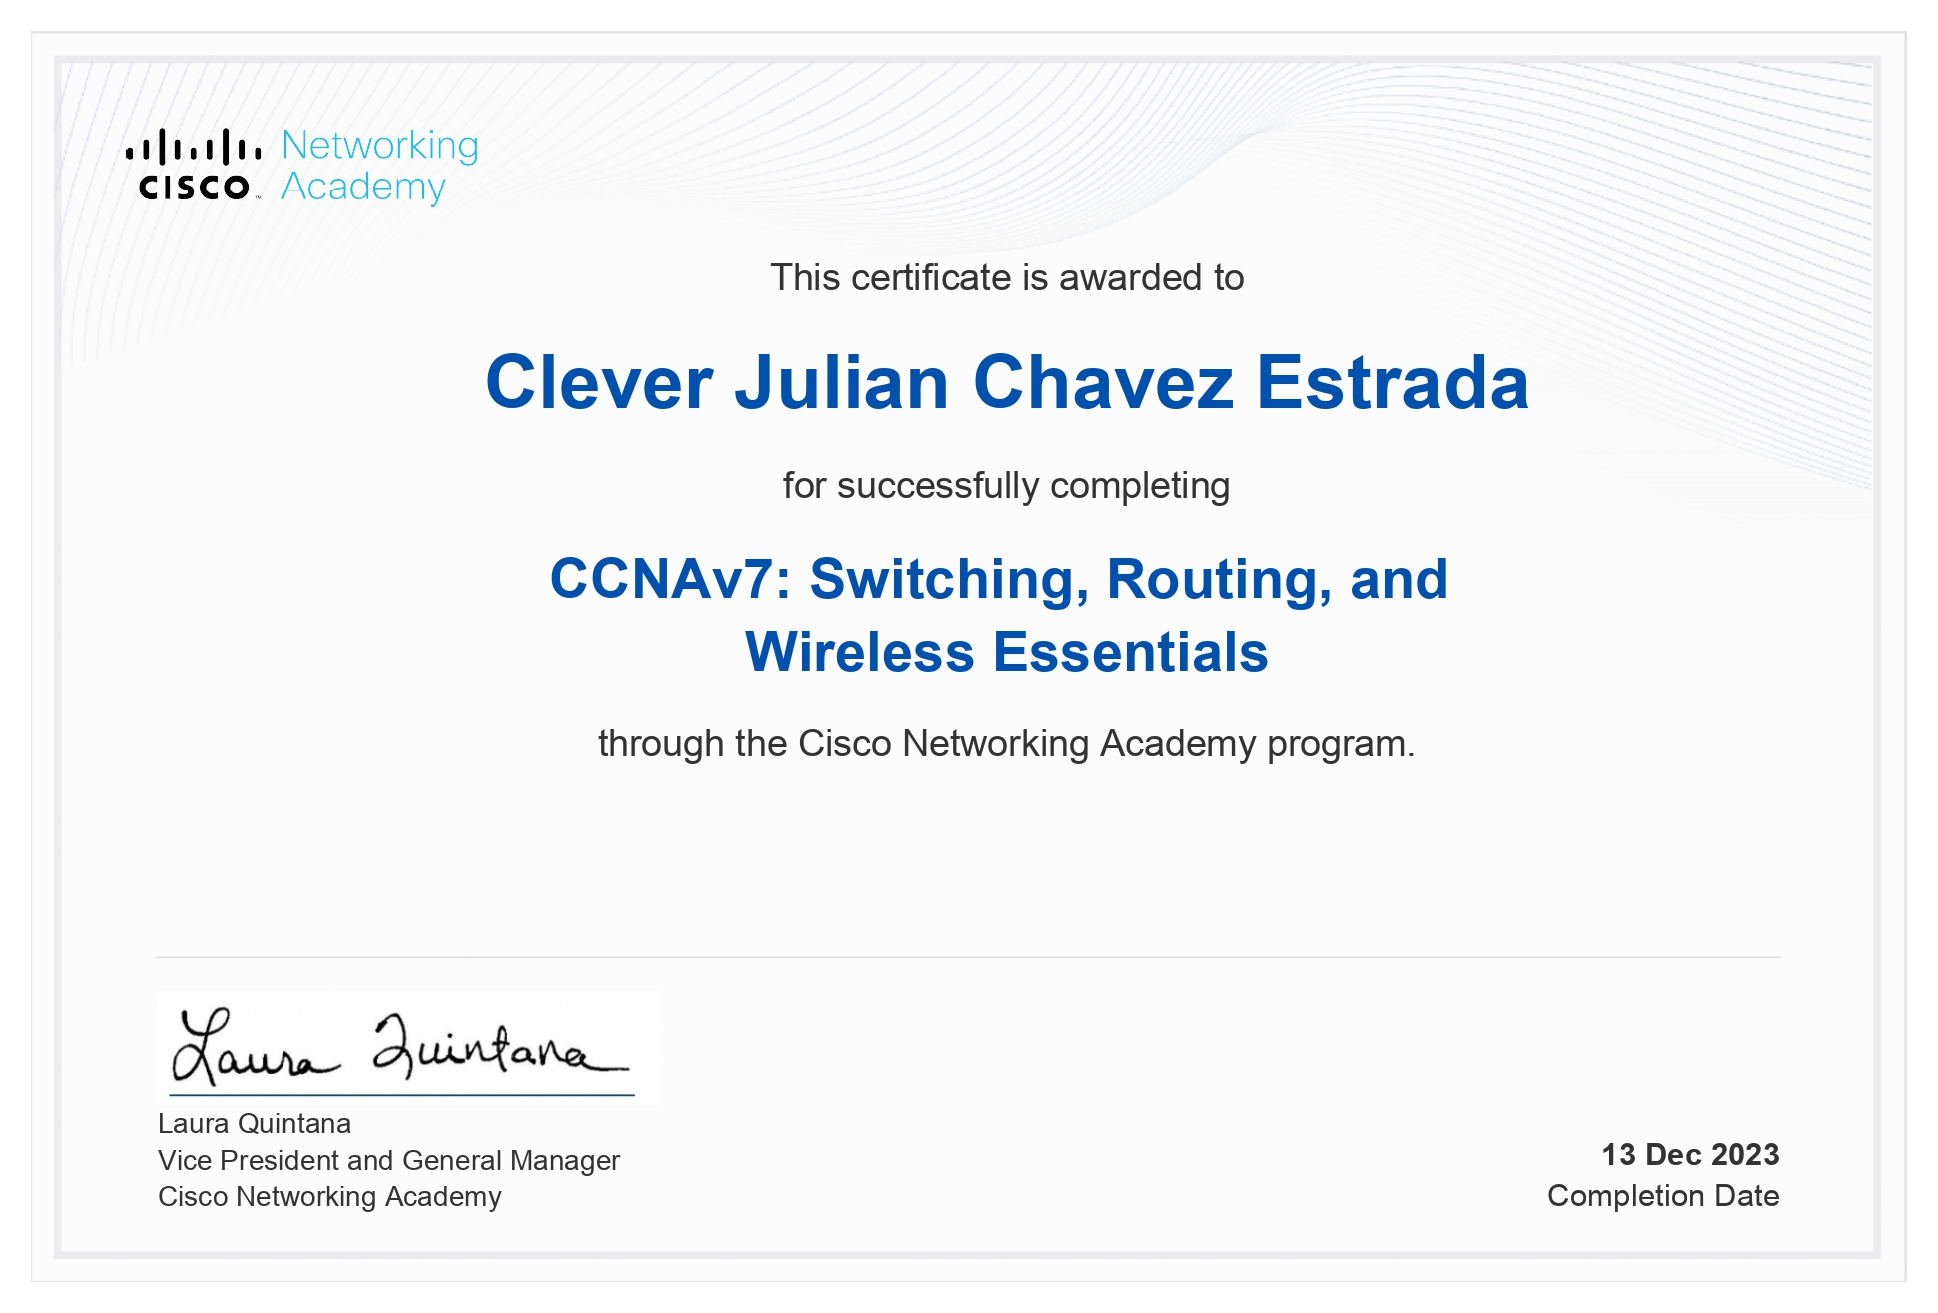 Networking
CISCO Academy
This certificate is awarded to
Clever Julian Chavez Estrada
for successfully completing
CCNAv7: Switching, Routing, and
Wireless Essentials
through the Cisco Networking Academy program.
Laura Quintana
Laura Quintana
Vice President and General Manager
Cisco Networking Academy
13 Dec 2023
Completion Date